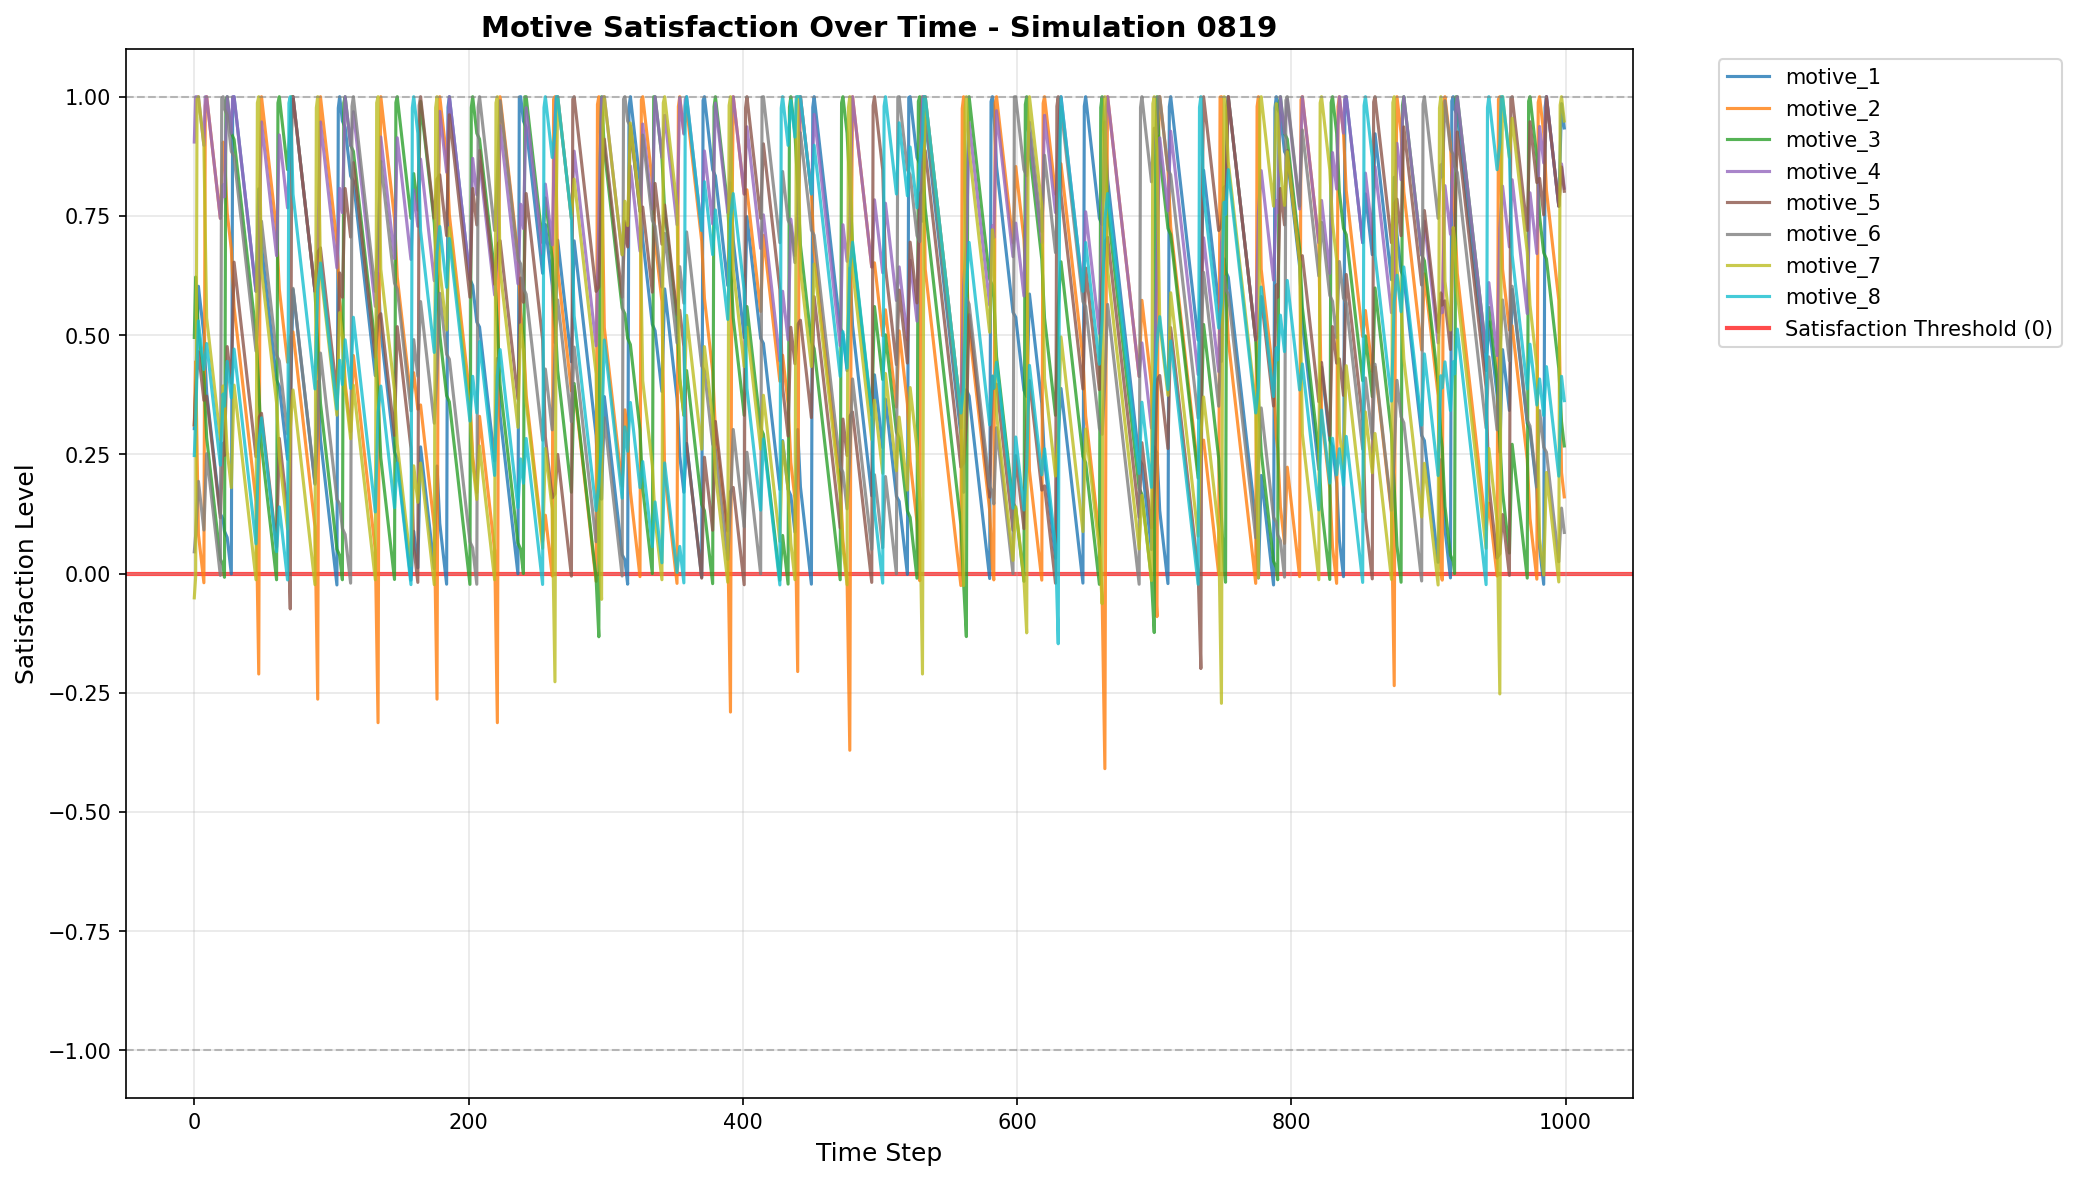 Motive Satisfaction Over Time - Simulation 0819
Satisfaction Level
1.00
0.75
0.50
0.25
0.00
−0.25
−0.50
−0.75
−1.00
0
200
400
600
800
1000
Time Step
motive_1
motive_2
motive_3
motive_4
motive_5
motive_6
motive_7
motive_8
Satisfaction Threshold (0)